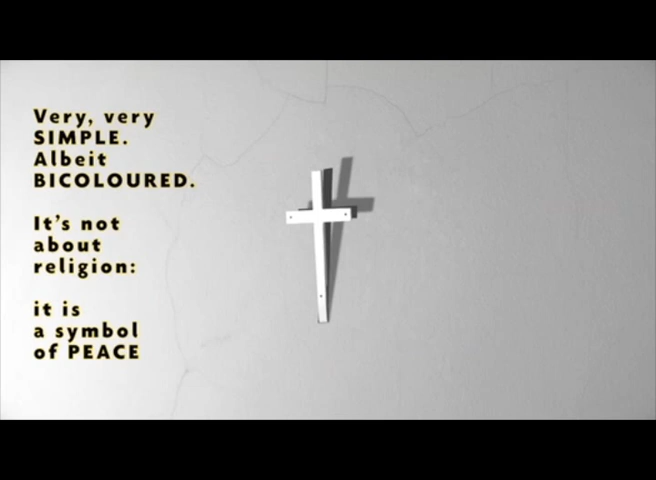 Very, very
SIMPLE.
Albeit
BICOLOURED.
It's not
about
religion:
it is
a symbol
of PEACE